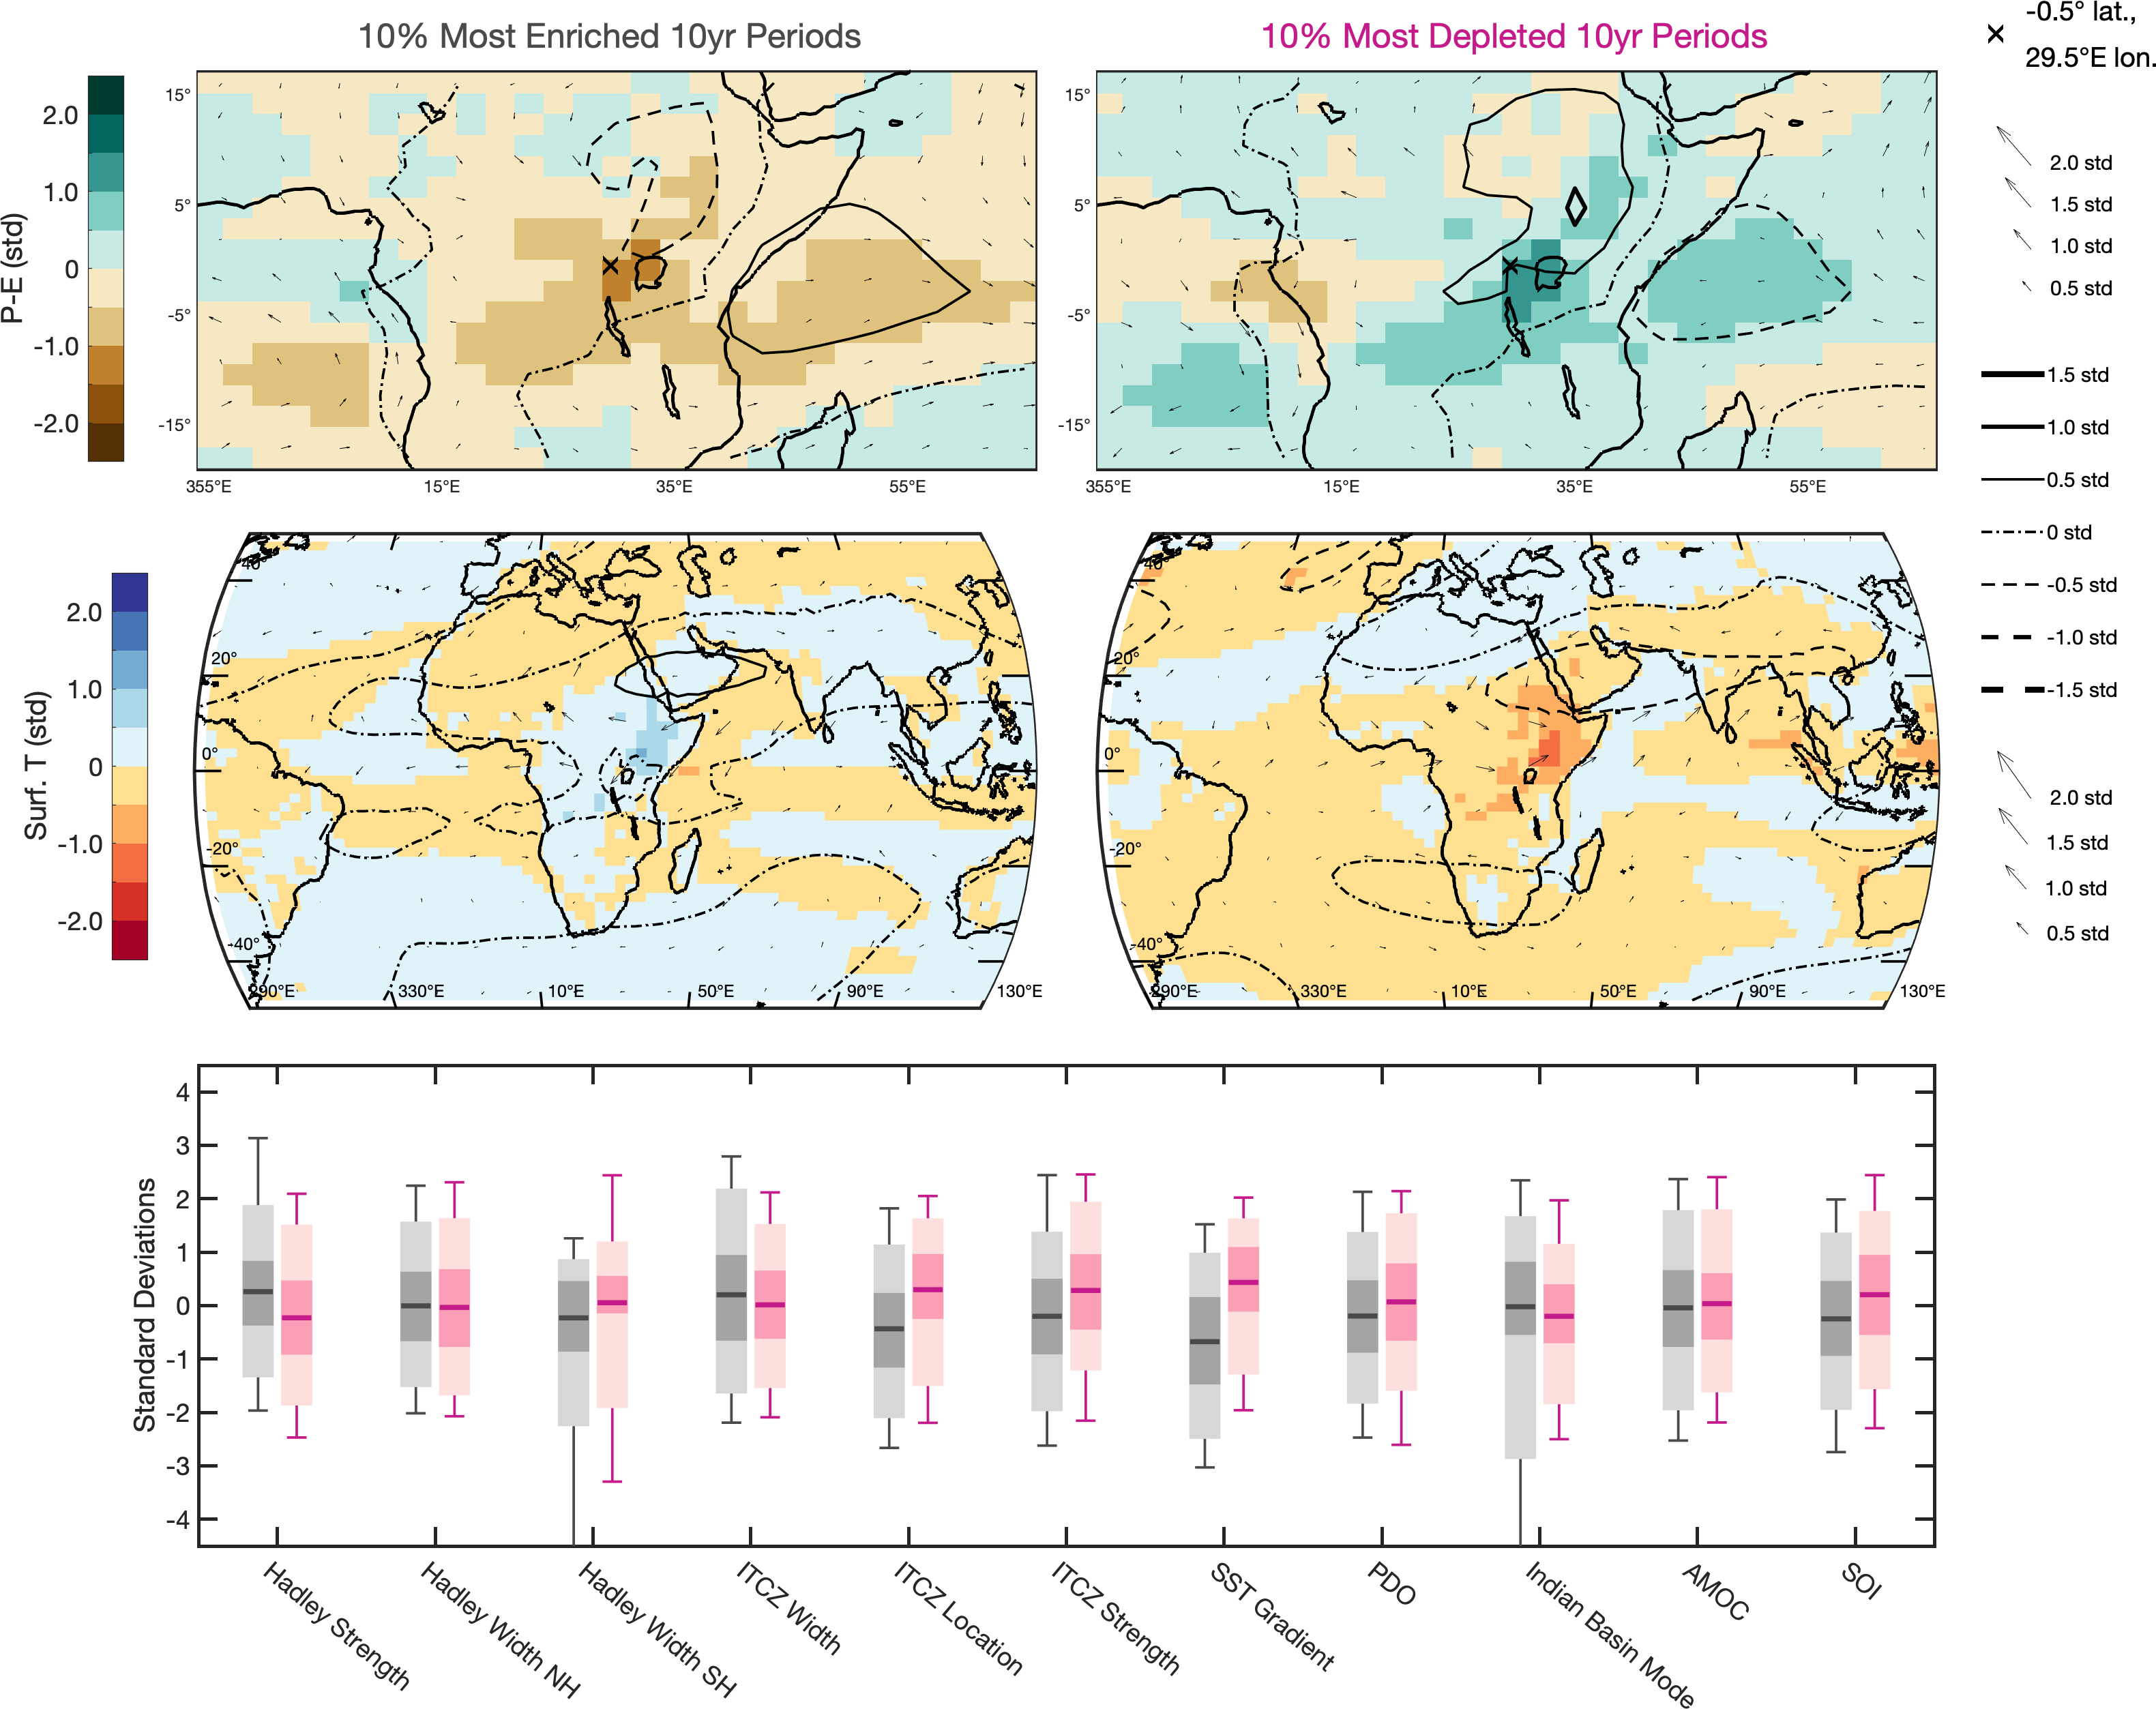 10% Most Enriched 10yr Periods
10% Most Depleted 10yr Periods
-0.5° lat.,
29.5°E lon.
P-E (std)
2.0
1.0
0
-1.0
-2.0
15°
5°
-5°
-15°
355°E
15°E
35°E
55°E
15°
5°
-5°
-15°
355°E
15°E
35°E
55°E
2.0 std
1.5 std
1.0 std
0.5 std
1.5 std
1.0 std
0.5 std
0 std
-0.5 std
-1.0 std
-1.5 std
Surf. T (std)
2.0
1.0
0
-1.0
-2.0
40°
20°
0°
-20°
-40°
290°E
330°E
10°E
50°E
90°E
130°E
40°
20°
0°
-20°
-40°
290°E
330°E
10°E
50°E
90°E
130°E
2.0 std
1.5 std
1.0 std
0.5 std
Standard Deviations
4
3
2
1
0
-1
-2
-3
-4
Hadley Strength
Hadley Width NH
Hadley Width SH
ITCZ Width
ITCZ Location
ITCZ Strength
SST Gradient
PDO
Indian Basin Mode
AMOC
SOI